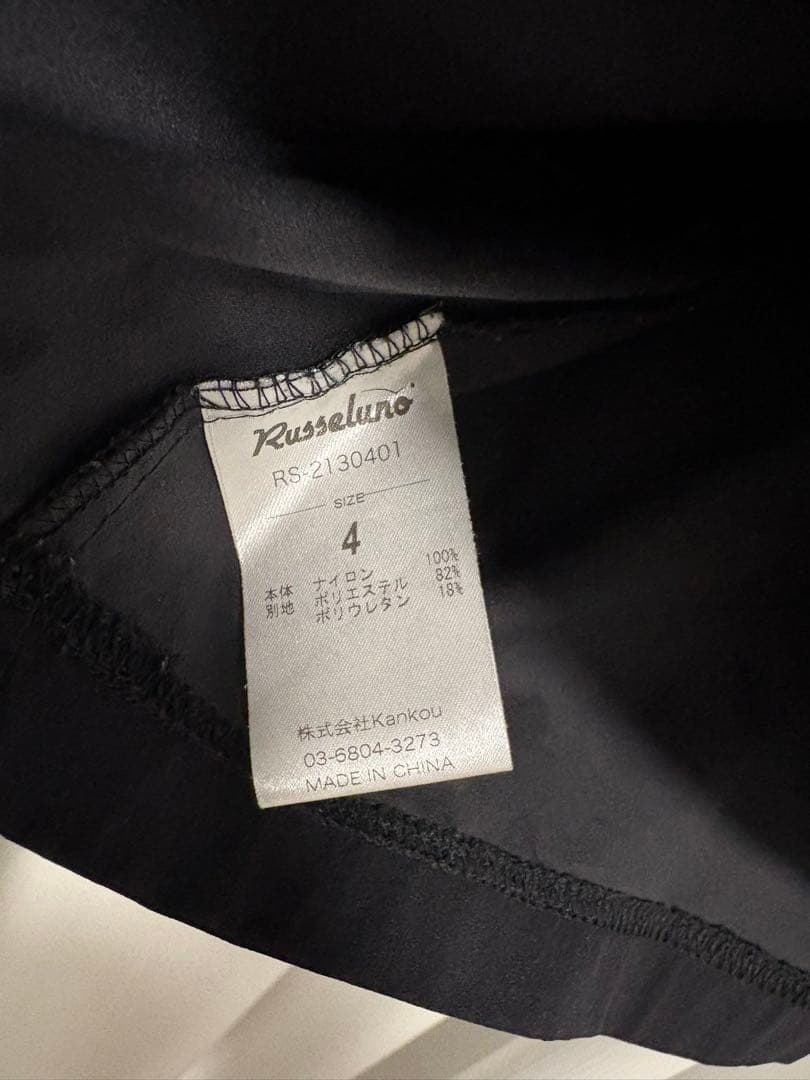 Russeluno
RS-2130401
SIZE
4
本体 ナイロン 100%
別地 ポリエステル 82%
ポリウレタン 18%
株式会社Kankou
03-6804-3273
MADE IN CHINA